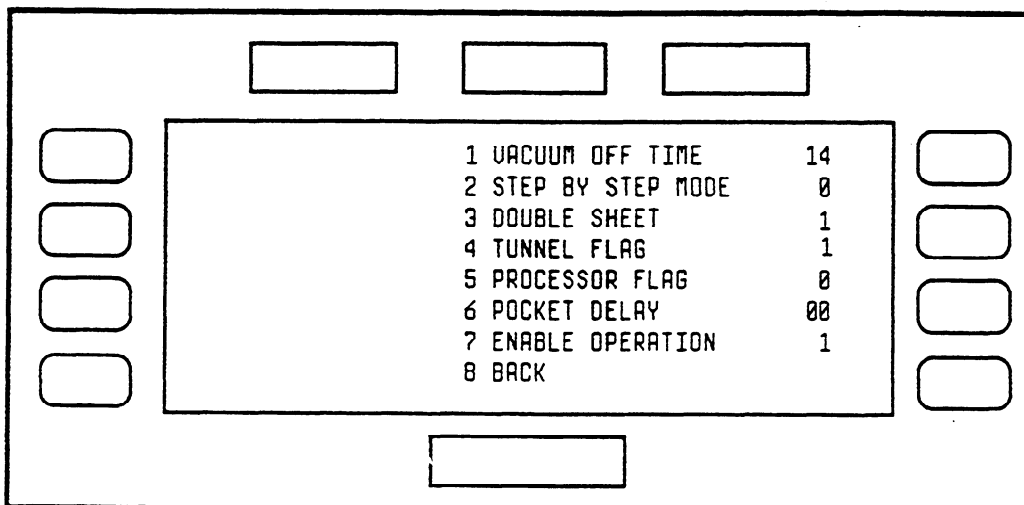 1 VACUUM OFF TIME 14
2 STEP BY STEP MODE 0
3 DOUBLE SHEET 1
4 TUNNEL FLAG 1
5 PROCESSOR FLAG 0
6 POCKET DELAY 00
7 ENABLE OPERATION 1
8 BACK